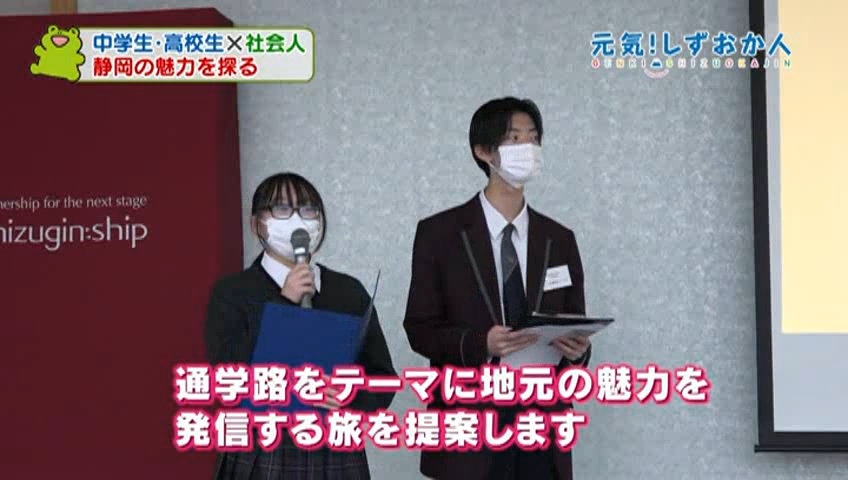 中学生・高校生×社会人
静岡の魅力を探る
元気!しずおか人
GENKI SHIZUOKAJIN
nership for the next stage
hizugin:ship
通学路をテーマに地元の魅力を
発信する旅を提案します